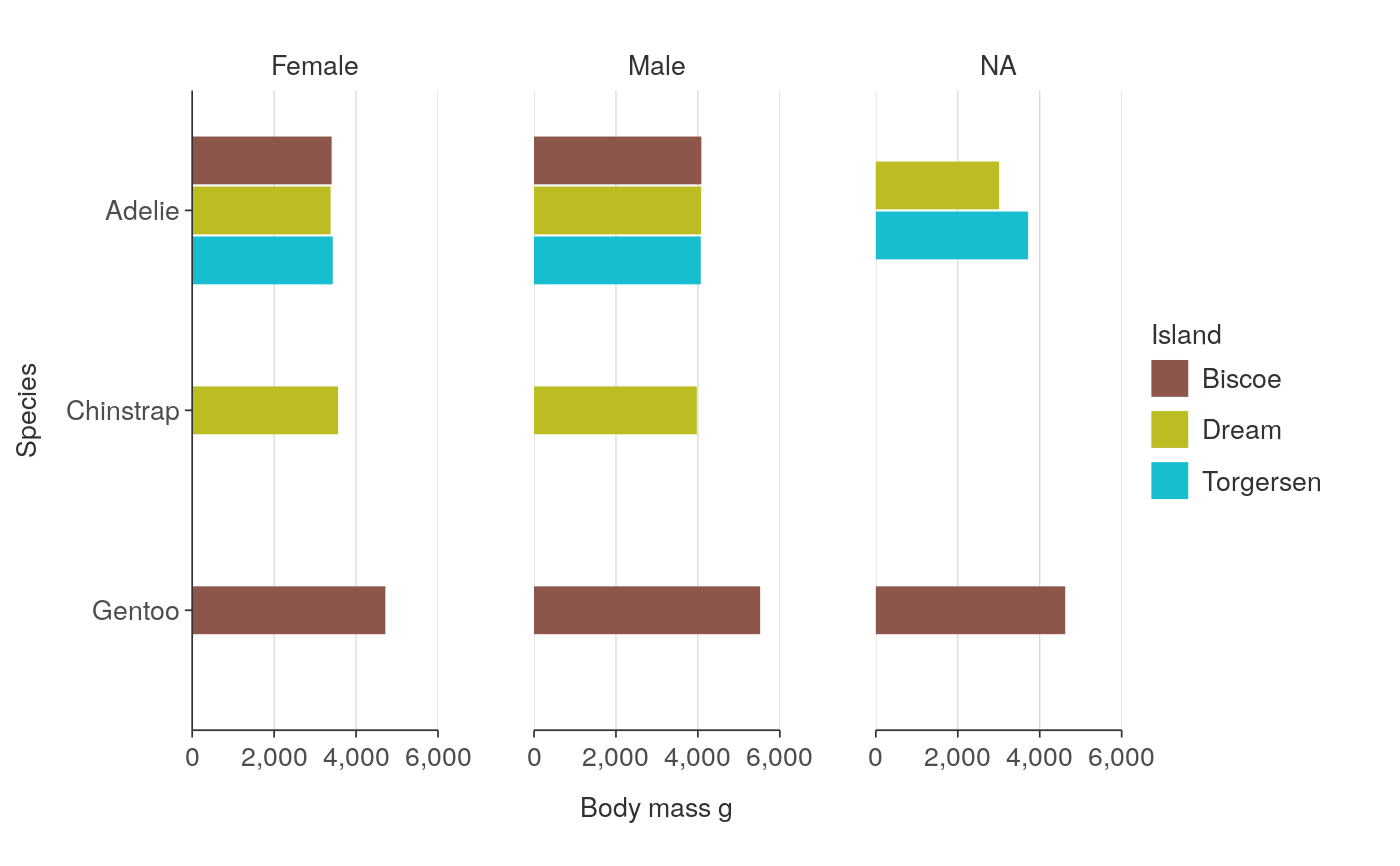 Female
Male
NA
Species
Adelie
Chinstrap
Gentoo
0 2,000 4,000 6,000
0 2,000 4,000 6,000
0 2,000 4,000 6,000
Body mass g
Island
Biscoe
Dream
Torgersen